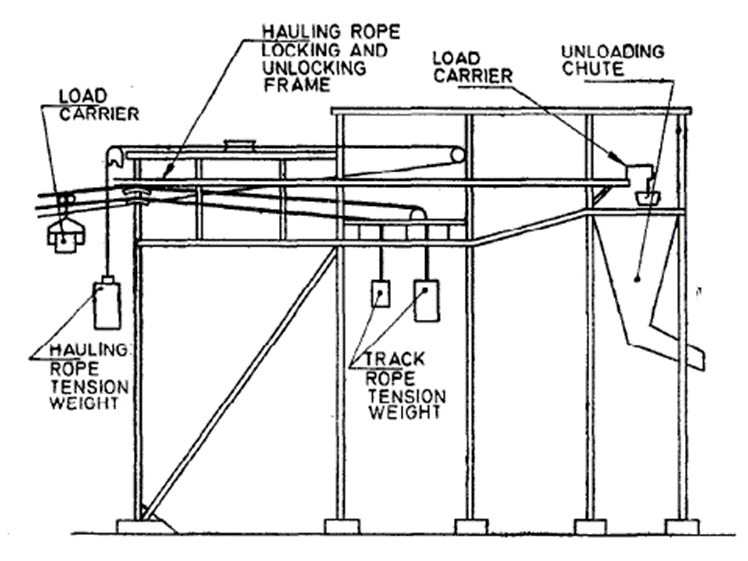 HAULING ROPE
LOCKING AND
UNLOCKING
FRAME
LOAD
CARRIER
UNLOADING
CHUTE
LOAD
CARRIER
HAULING
ROPE
TENSION
WEIGHT
TRACK
ROPE
TENSION
WEIGHT